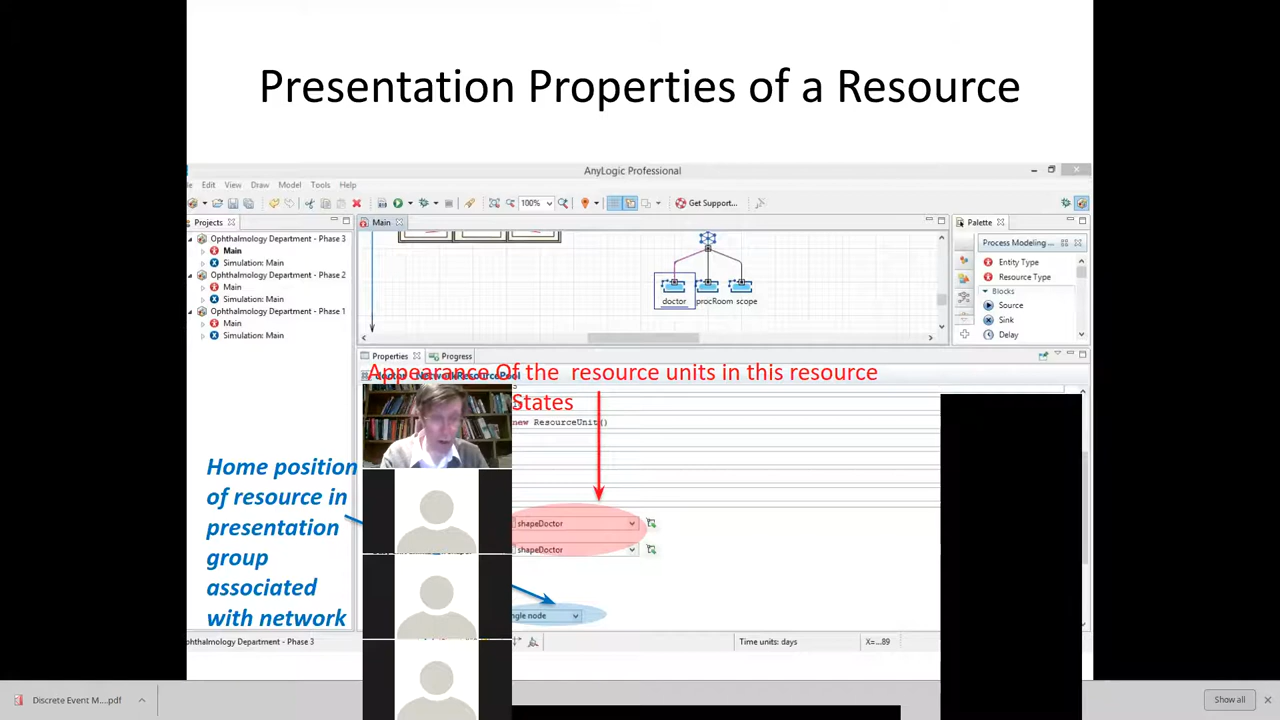 Presentation Properties of a Resource
AnyLogic Professional
Edit View Draw Model Tools Help
100%
Get Support...
Projects
Main
Palette
Ophthalmology Department - Phase 3
Main
Simulation: Main
Ophthalmology Department - Phase 2
Main
Simulation: Main
Ophthalmology Department - Phase 1
Main
Simulation: Main
doctor procRoom scope
Process Modeling ...
Entity Type
Resource Type
Blocks
Source
Sink
Delay
Properties Progress
NetworkResourcePool
Appearance Of the resource units in this resource
States
new ResourceUnit()
Home position
of resource in
presentation
group
associated
with network
shapeDoctor
shapeDoctor
ngle node
phthalmology Department - Phase 3
Time units: days
X=...89
Discrete Event M....pdf
Show all